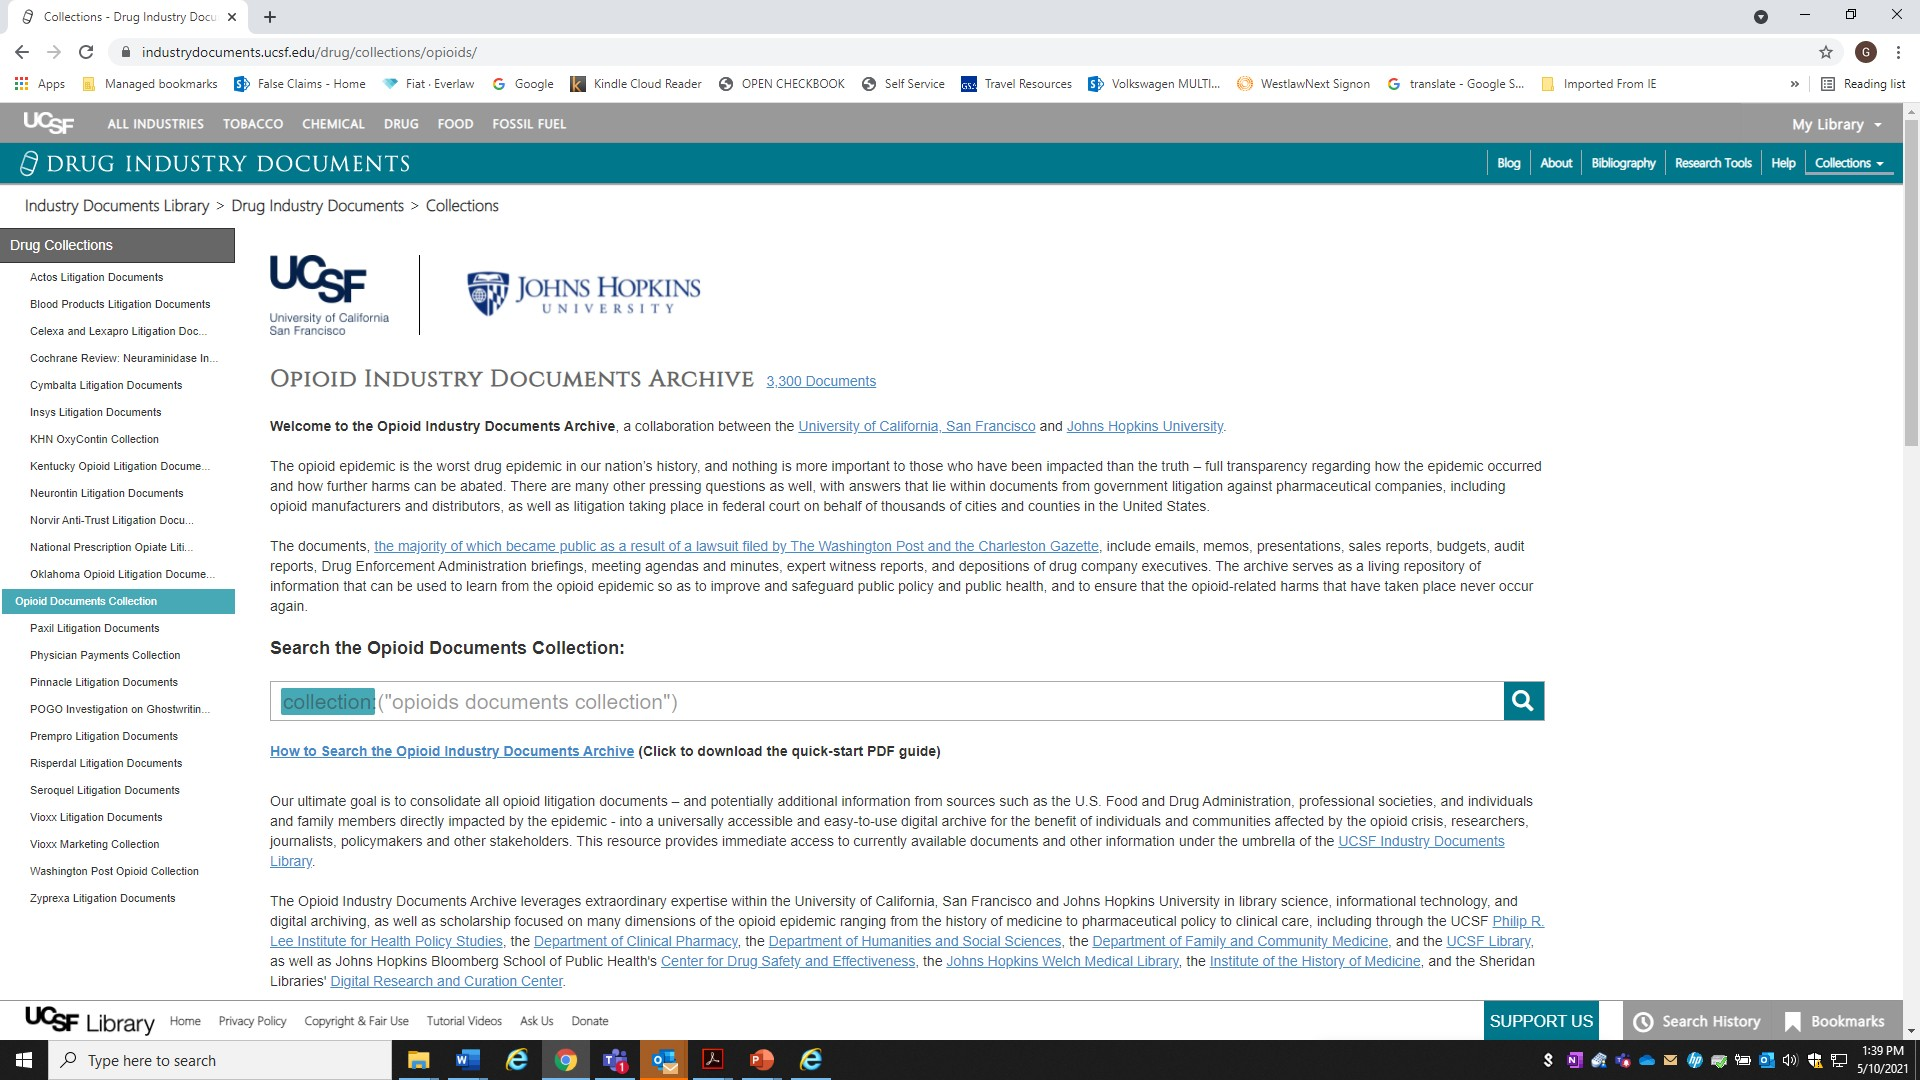 Collections - Drug Industry Docu
industrydocuments.ucsf.edu/drug/collections/opioids/
G
Apps Managed bookmarks False Claims - Home Fiat · Everlaw Google Kindle Cloud Reader OPEN CHECKBOOK Self Service Travel Resources Volkswagen MULTI... WestlawNext Signon translate - Google S... Imported From IE » Reading list
UCSF ALL INDUSTRIES TOBACCO CHEMICAL DRUG FOOD FOSSIL FUEL My Library
DRUG INDUSTRY DOCUMENTS Blog About Bibliography Research Tools Help Collections
Industry Documents Library > Drug Industry Documents > Collections
Drug Collections
Actos Litigation Documents
Blood Products Litigation Documents
Celexa and Lexapro Litigation Doc...
Cochrane Review: Neuraminidase In...
Cymbalta Litigation Documents
Insys Litigation Documents
KHN OxyContin Collection
Kentucky Opioid Litigation Docume...
Neurontin Litigation Documents
Norvir Anti-Trust Litigation Docu...
National Prescription Opiate Liti...
Oklahoma Opioid Litigation Docume...
Opioid Documents Collection
Paxil Litigation Documents
Physician Payments Collection
Pinnacle Litigation Documents
POGO Investigation on Ghostwritin...
Prempro Litigation Documents
Risperdal Litigation Documents
Seroquel Litigation Documents
Vioxx Litigation Documents
Vioxx Marketing Collection
Washington Post Opioid Collection
Zyprexa Litigation Documents
UCSF
University of California
San Francisco
JOHNS HOPKINS
UNIVERSITY
OPIOID INDUSTRY DOCUMENTS ARCHIVE 3,300 Documents
Welcome to the Opioid Industry Documents Archive, a collaboration between the University of California, San Francisco and Johns Hopkins University.
The opioid epidemic is the worst drug epidemic in our nation's history, and nothing is more important to those who have been impacted than the truth – full transparency regarding how the epidemic occurred
and how further harms can be abated. There are many other pressing questions as well, with answers that lie within documents from government litigation against pharmaceutical companies, including
opioid manufacturers and distributors, as well as litigation taking place in federal court on behalf of thousands of cities and counties in the United States.
The documents, the majority of which became public as a result of a lawsuit filed by The Washington Post and the Charleston Gazette, include emails, memos, presentations, sales reports, budgets, audit
reports, Drug Enforcement Administration briefings, meeting agendas and minutes, expert witness reports, and depositions of drug company executives. The archive serves as a living repository of
information that can be used to learn from the opioid epidemic so as to improve and safeguard public policy and public health, and to ensure that the opioid-related harms that have taken place never occur
again.
Search the Opioid Documents Collection:
collection:("opioids documents collection")
How to Search the Opioid Industry Documents Archive (Click to download the quick-start PDF guide)
Our ultimate goal is to consolidate all opioid litigation documents – and potentially additional information from sources such as the U.S. Food and Drug Administration, professional societies, and individuals
and family members directly impacted by the epidemic - into a universally accessible and easy-to-use digital archive for the benefit of individuals and communities affected by the opioid crisis, researchers,
journalists, policymakers and other stakeholders. This resource provides immediate access to currently available documents and other information under the umbrella of the UCSF Industry Documents
Library.
The Opioid Industry Documents Archive leverages extraordinary expertise within the University of California, San Francisco and Johns Hopkins University in library science, informational technology, and
digital archiving, as well as scholarship focused on many dimensions of the opioid epidemic ranging from the history of medicine to pharmaceutical policy to clinical care, including through the UCSF Philip R.
Lee Institute for Health Policy Studies, the Department of Clinical Pharmacy, the Department of Humanities and Social Sciences, the Department of Family and Community Medicine, and the UCSF Library,
as well as Johns Hopkins Bloomberg School of Public Health's Center for Drug Safety and Effectiveness, the Johns Hopkins Welch Medical Library, the Institute of the History of Medicine, and the Sheridan
Libraries' Digital Research and Curation Center.
UCSF Library Home Privacy Policy Copyright & Fair Use Tutorial Videos Ask Us Donate SUPPORT US Search History Bookmarks
Type here to search
1:39 PM
5/10/2021